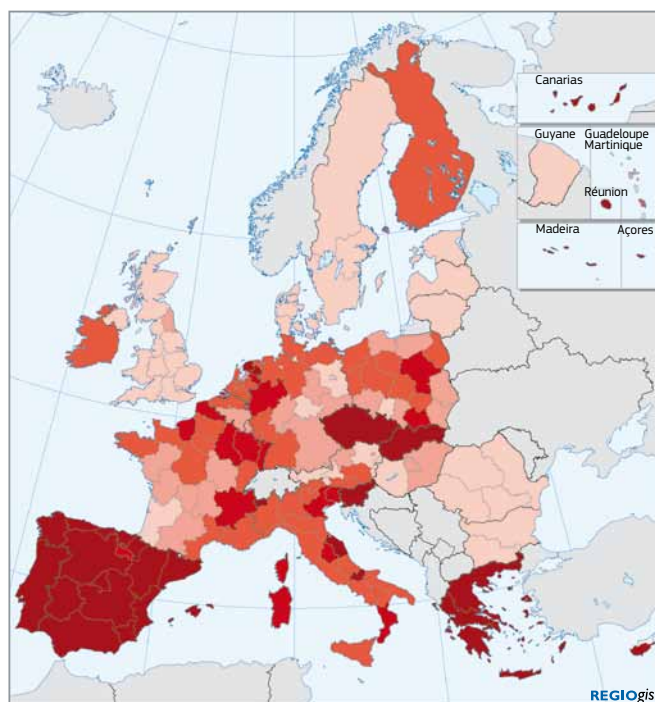 Canarias
Guyane
Guadeloupe
Martinique
Réunion
Madeira
Açores
REGIOgis